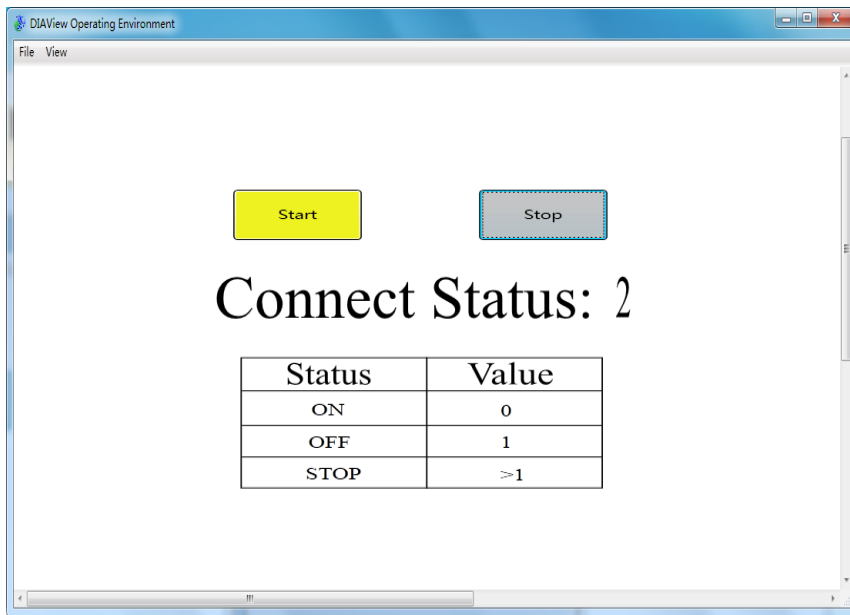 DIAView Operating Environment
File View
Start Stop
Connect Status: 2
Status Value
ON 0
OFF 1
STOP >1